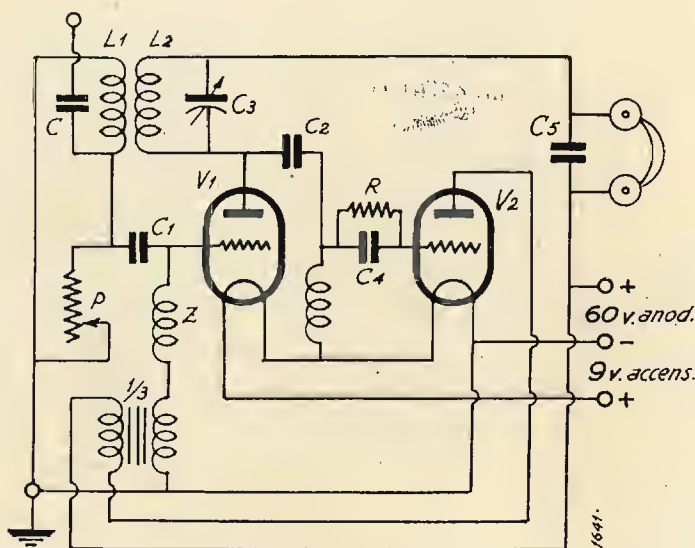 L1 L2
C
C3
C2
C5
V1
V2
R
C1
C4
P
Z
+
60 v. anod.
-
9 v. accens.
+
1/3
1641.